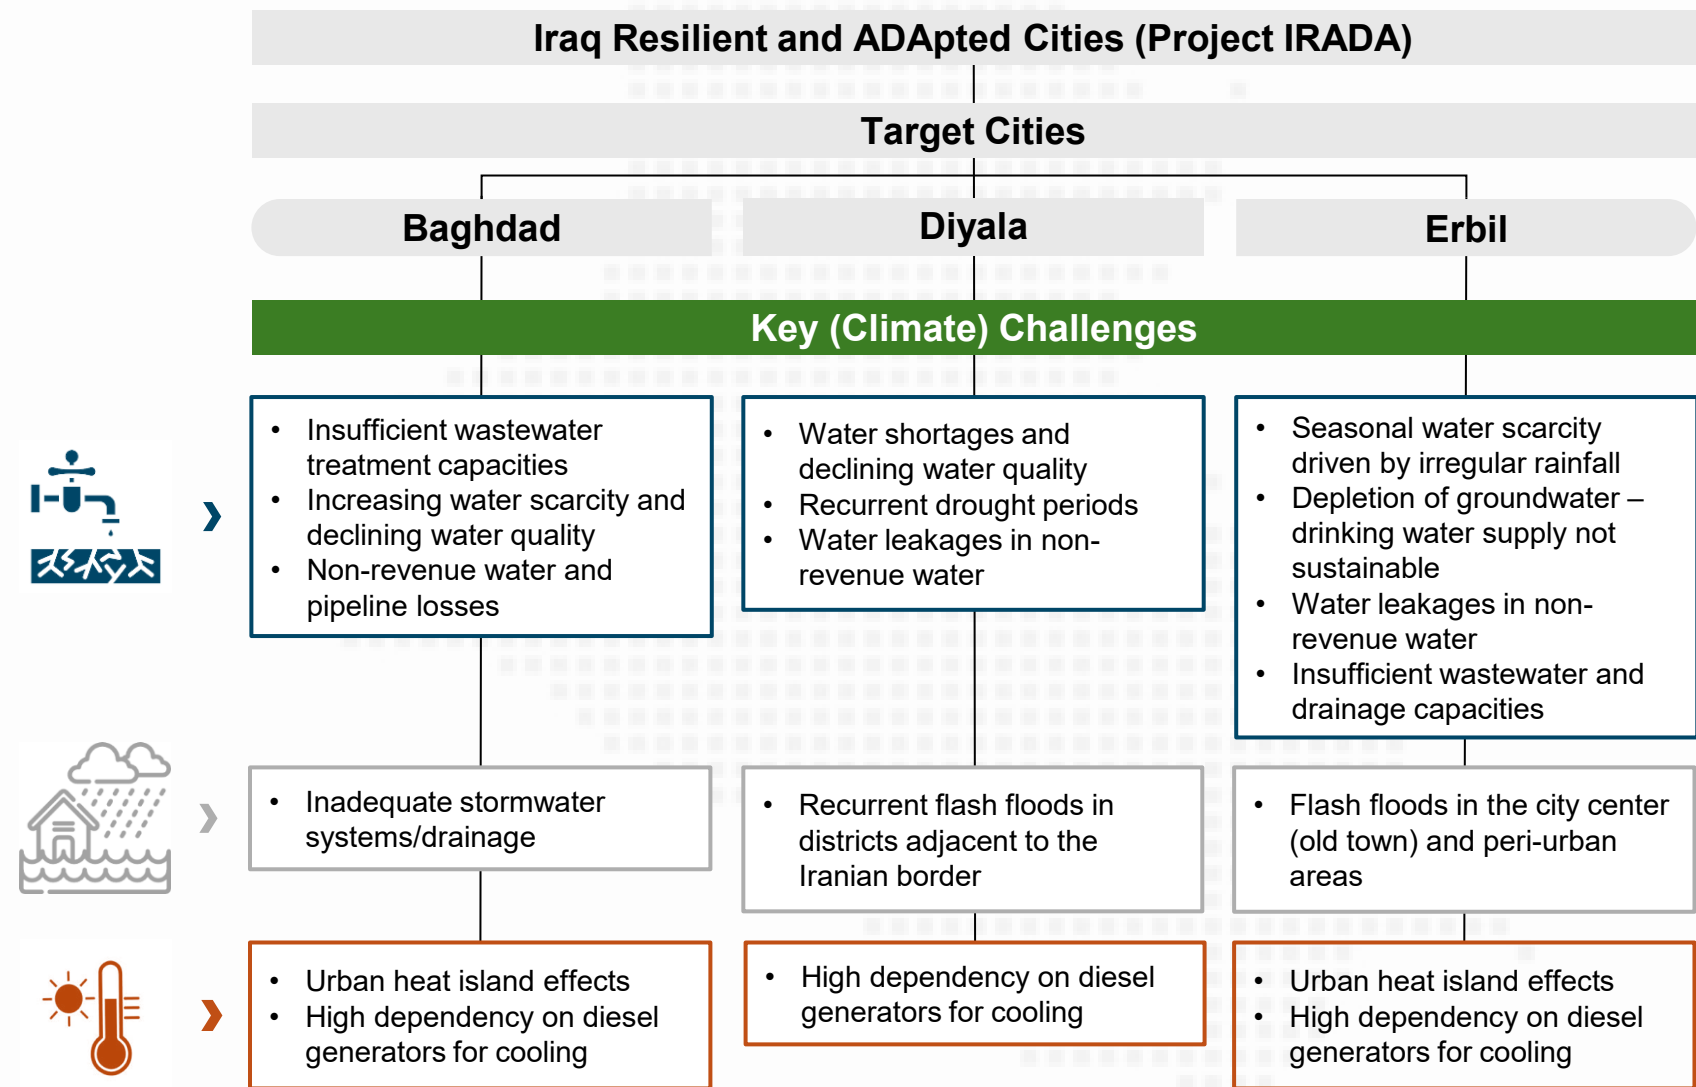 Iraq Resilient and ADApted Cities (Project IRADA)
Target Cities
Baghdad
Diyala
Erbil
Key (Climate) Challenges
• Insufficient wastewater
treatment capacities
• Increasing water scarcity and
declining water quality
• Non-revenue water and
pipeline losses
• Water shortages and
declining water quality
• Recurrent drought periods
• Water leakages in non-
revenue water
• Seasonal water scarcity
driven by irregular rainfall
• Depletion of groundwater –
drinking water supply not
sustainable
• Water leakages in non-
revenue water
• Insufficient wastewater and
drainage capacities
• Inadequate stormwater
systems/drainage
• Recurrent flash floods in
districts adjacent to the
Iranian border
• Flash floods in the city center
(old town) and peri-urban
areas
• Urban heat island effects
• High dependency on diesel
generators for cooling
• High dependency on diesel
generators for cooling
• Urban heat island effects
• High dependency on diesel
generators for cooling